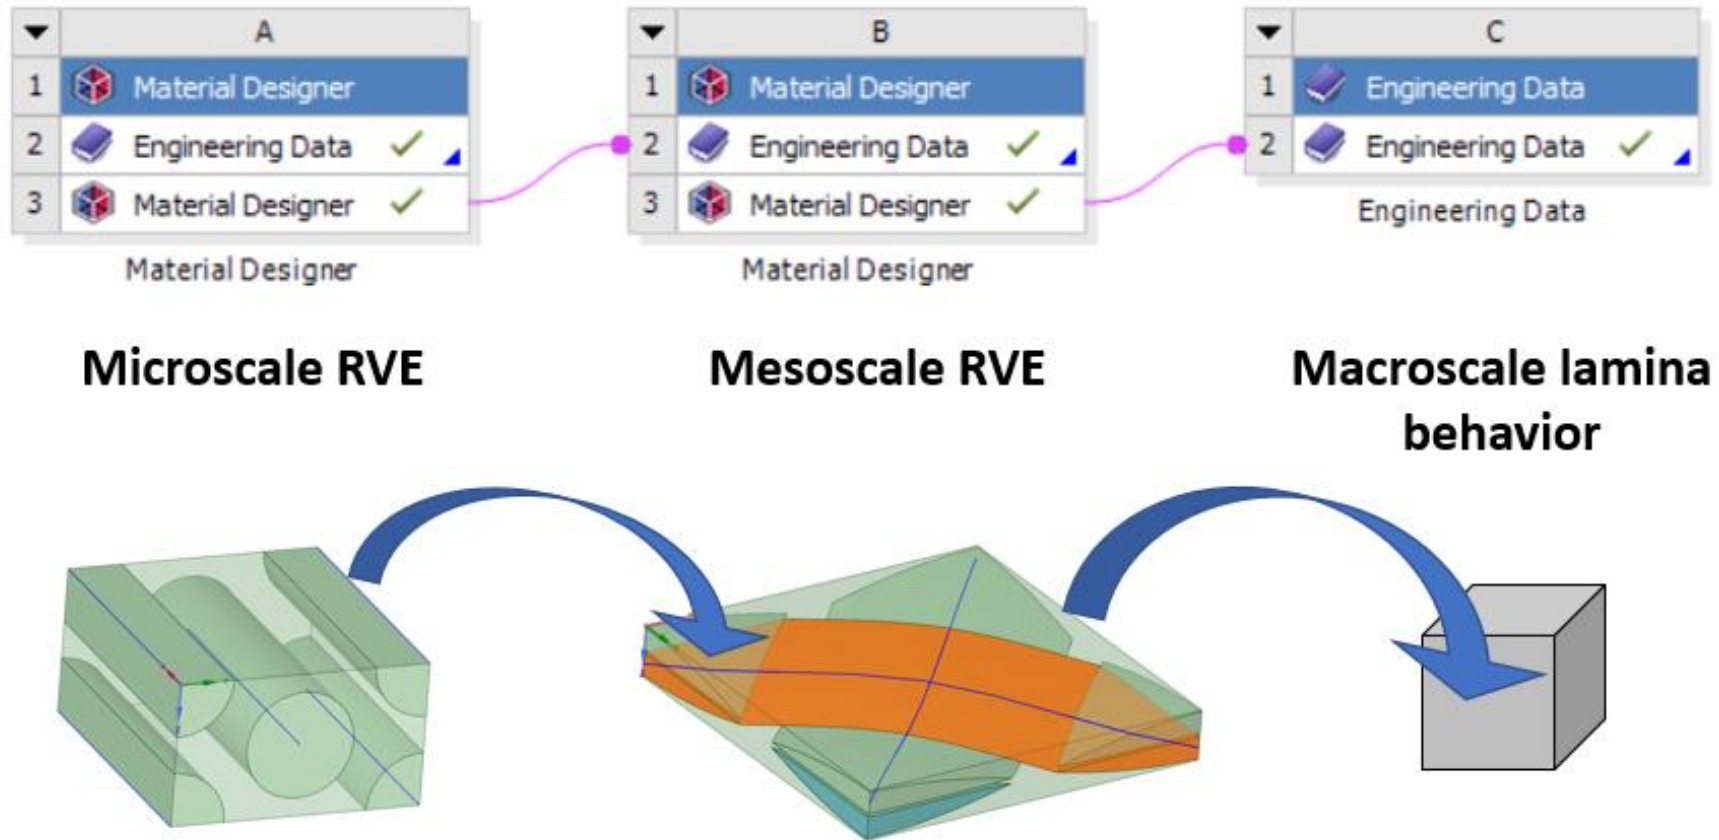 A
1 Material Designer
2 Engineering Data
3 Material Designer
Material Designer
B
1 Material Designer
2 Engineering Data
3 Material Designer
Material Designer
C
1 Engineering Data
2 Engineering Data
Engineering Data
Microscale RVE
Mesoscale RVE
Macroscale lamina
behavior